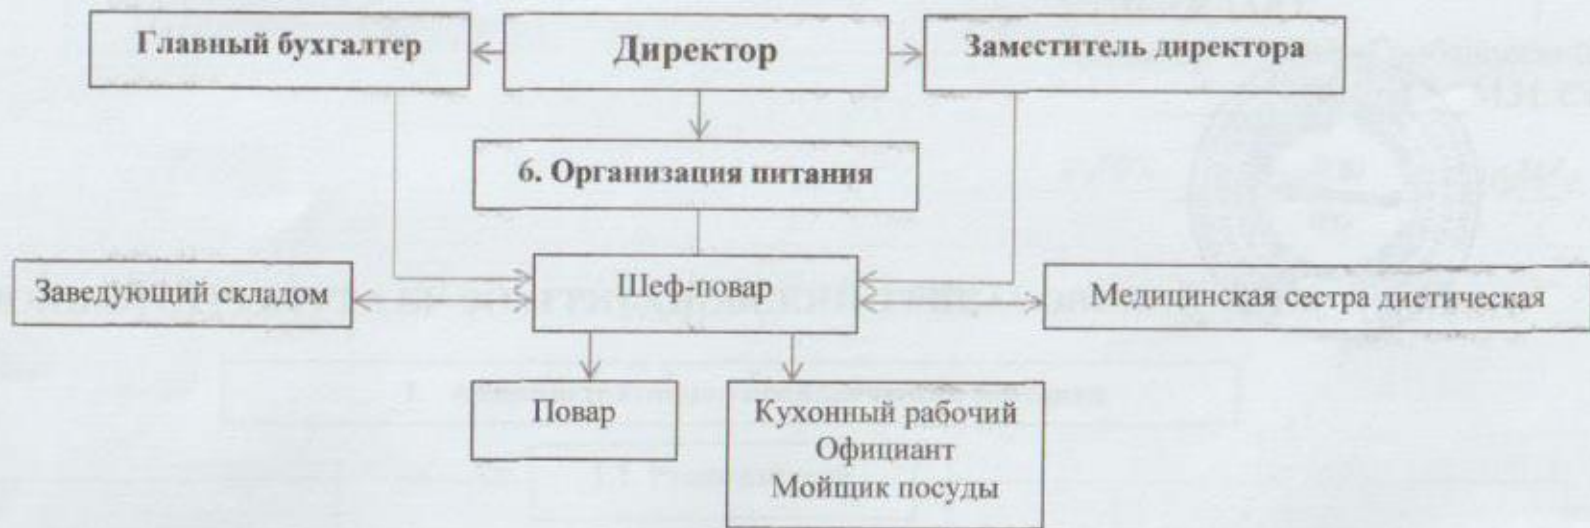 Главный бухгалтер
Директор
Заместитель директора
6. Организация питания
Заведующий складом
Шеф-повар
Медицинская сестра диетическая
Повар
Кухонный рабочий
Официант
Мойщик посуды